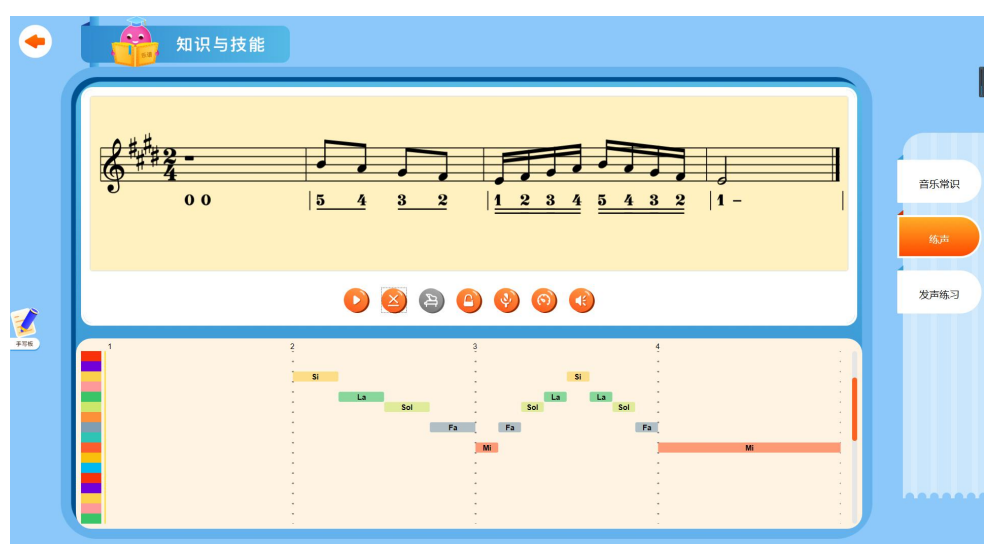 知识与技能
2
4
0 0 |5 4 3 2 |1 2 3 4 5 4 3 2 |1 – |
音乐常识
练声
发声练习
手写板
1 2 3 4
Si Si
La La La
Sol Sol Sol
Fa Fa Fa
Mi Mi